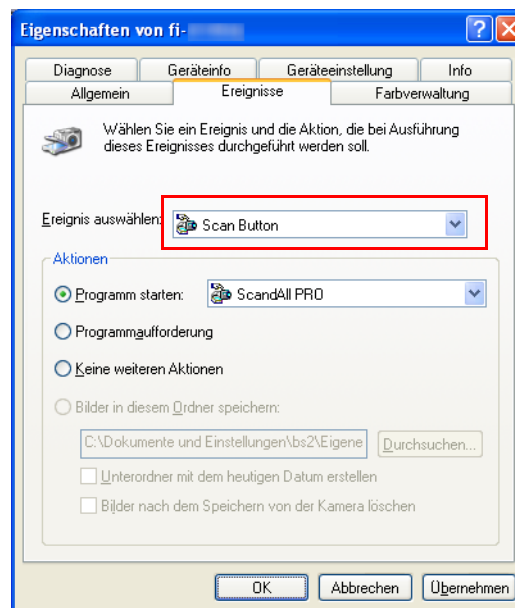 Eigenschaften von fi-
Diagnose Geräteinfo Geräteeinstellung Info
Allgemein Ereignisse Farbverwaltung
Wählen Sie ein Ereignis und die Aktion, die bei Ausführung
dieses Ereignisses durchgeführt werden soll.
Ereignis auswählen: Scan Button
Aktionen
Programm starten: ScandAll PRO
Programmaufforderung
Keine weiteren Aktionen
Bilder in diesem Ordner speichern:
C:\Dokumente und Einstellungen\bs2\Eigene Durchsuchen...
Unterordner mit dem heutigen Datum erstellen
Bilder nach dem Speichern von der Kamera löschen
OK Abbrechen Übernehmen